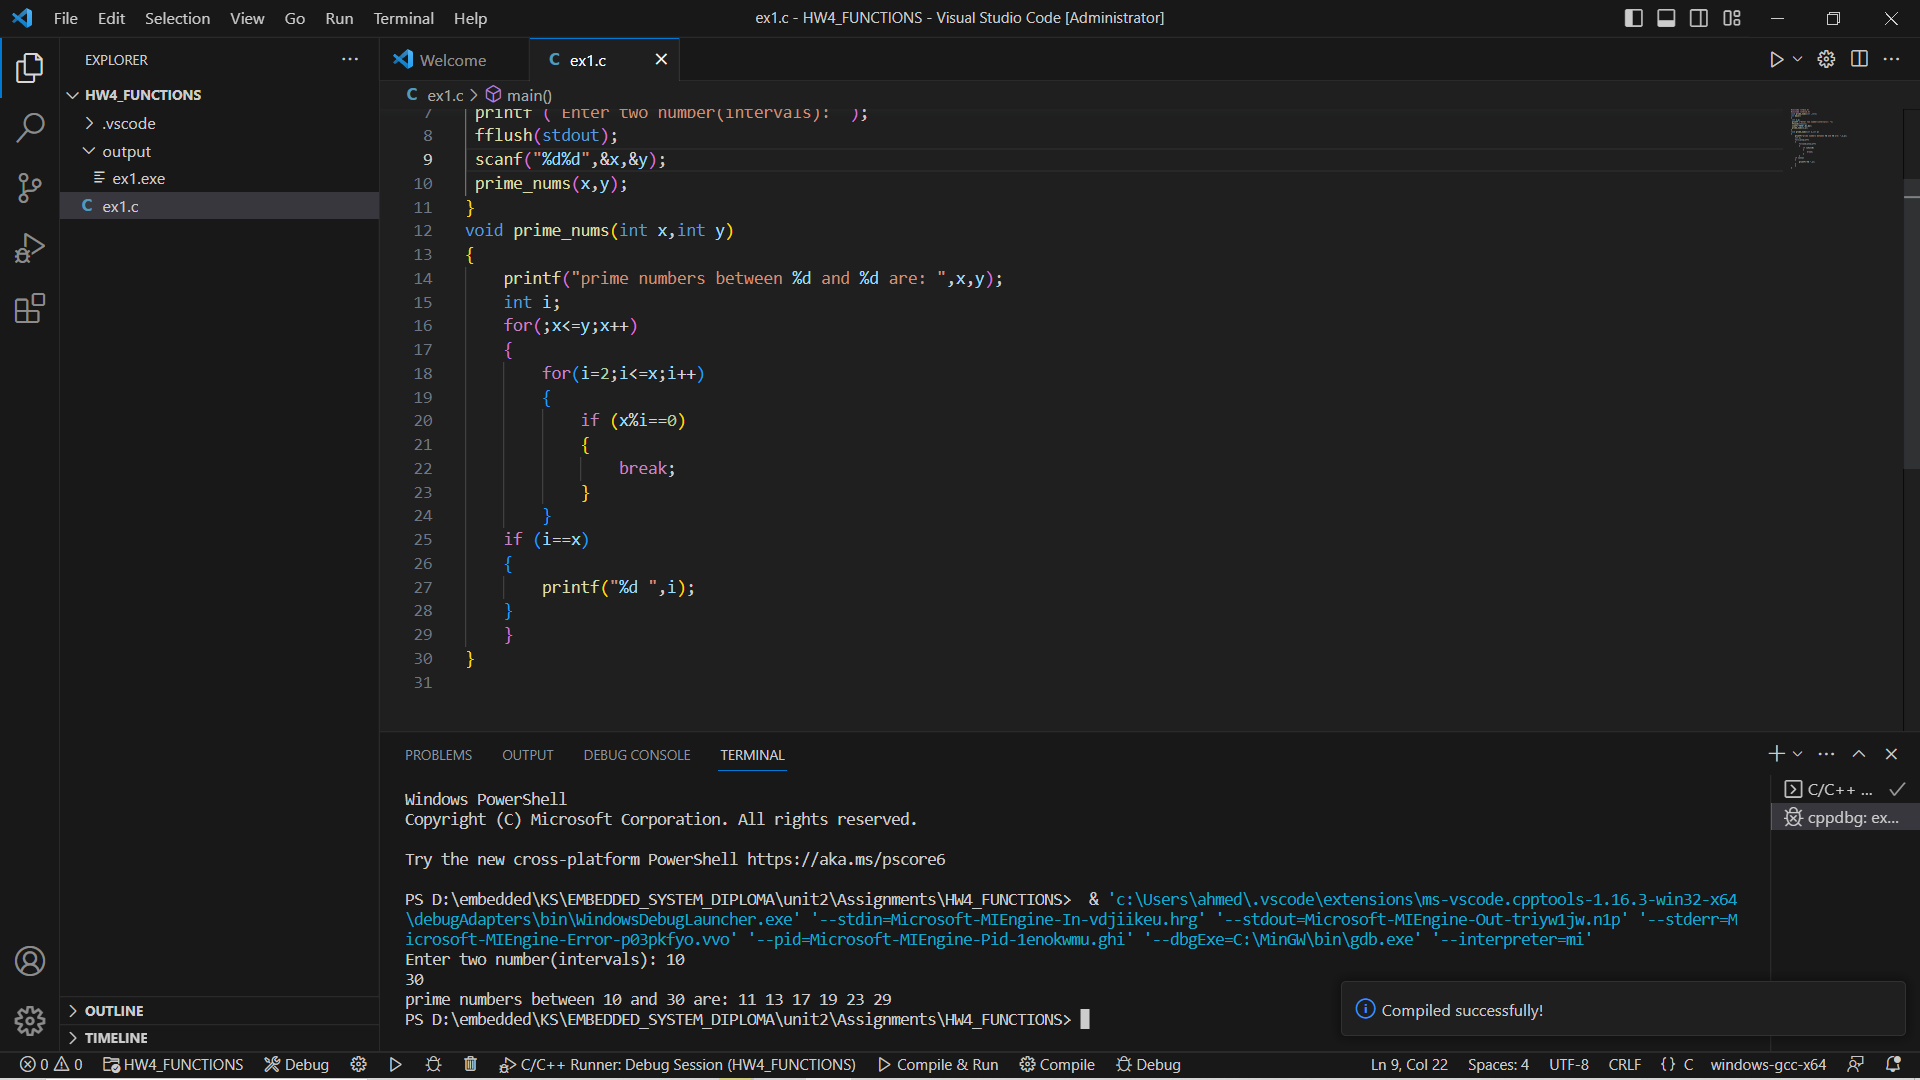 File Edit Selection View Go Run Terminal Help
ex1.c - HW4_FUNCTIONS - Visual Studio Code [Administrator]
EXPLORER
HW4_FUNCTIONS
.vscode
output
ex1.exe
C ex1.c
OUTLINE
TIMELINE
Welcome
C ex1.c
C ex1.c > main()
7 printf ( Enter two number(intervals): );
8 fflush(stdout);
9 scanf("%d%d",&x,&y);
10 prime_nums(x,y);
11 }
12 void prime_nums(int x,int y)
13 {
14 printf("prime numbers between %d and %d are: ",x,y);
15 int i;
16 for(;x<=y;x++)
17 {
18 for(i=2;i<=x;i++)
19 {
20 if (x%i==0)
21 {
22 break;
23 }
24 }
25 if (i==x)
26 {
27 printf("%d ",i);
28 }
29 }
30 }
31
PROBLEMS OUTPUT DEBUG CONSOLE TERMINAL
Windows PowerShell
Copyright (C) Microsoft Corporation. All rights reserved.
Try the new cross-platform PowerShell https://aka.ms/pscore6
PS D:\embedded\KS\EMBEDDED_SYSTEM_DIPLOMA\unit2\Assignments\HW4_FUNCTIONS> & 'c:\Users\ahmed\.vscode\extensions\ms-vscode.cpptools-1.16.3-win32-x64
\debugAdapters\bin\WindowsDebugLauncher.exe' '--stdin=Microsoft-MIEngine-In-vdjiikeu.hrg' '--stdout=Microsoft-MIEngine-Out-triyw1jw.n1p' '--stderr=M
icrosoft-MIEngine-Error-p03pkfyo.vvo' '--pid=Microsoft-MIEngine-Pid-1enokwmu.ghi' '--dbgExe=C:\MinGW\bin\gdb.exe' '--interpreter=mi'
Enter two number(intervals): 10
30
prime numbers between 10 and 30 are: 11 13 17 19 23 29
PS D:\embedded\KS\EMBEDDED_SYSTEM_DIPLOMA\unit2\Assignments\HW4_FUNCTIONS>
C/C++ ...
cppdbg: ex...
Compiled successfully!
0 0 HW4_FUNCTIONS Debug C/C++ Runner: Debug Session (HW4_FUNCTIONS) Compile & Run Compile Debug Ln 9, Col 22 Spaces: 4 UTF-8 CRLF {} C windows-gcc-x64